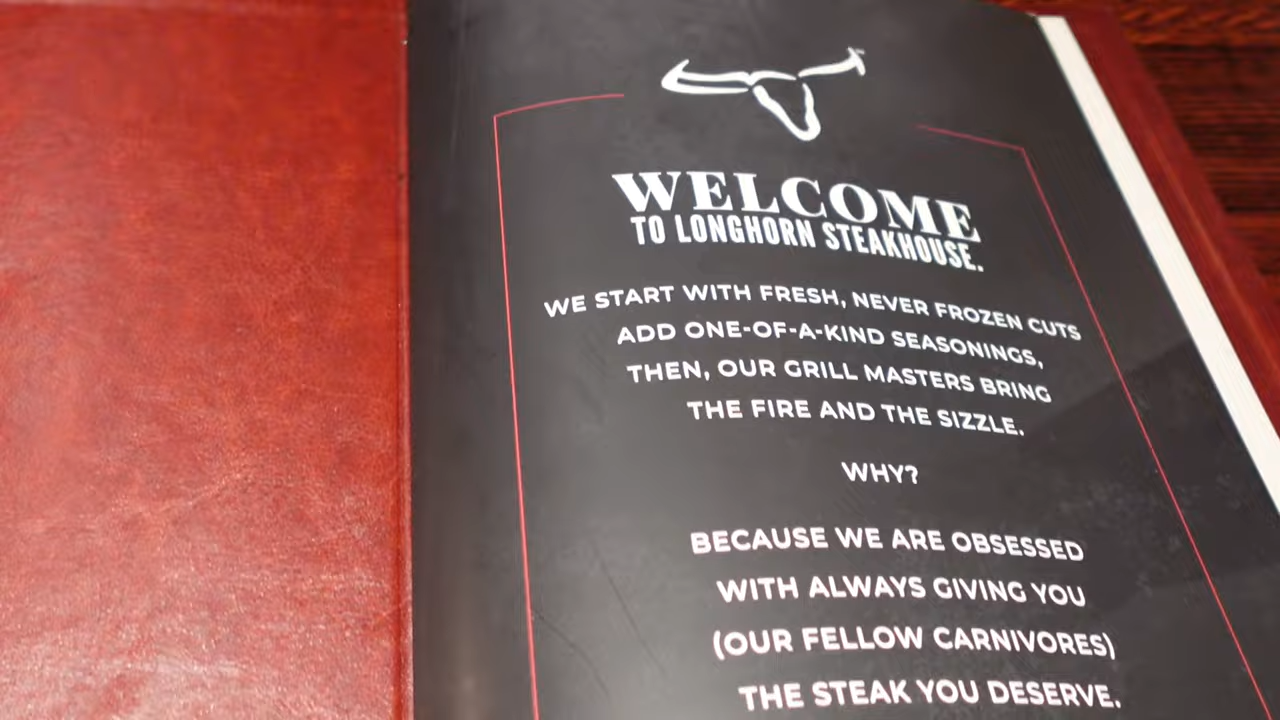 WELCOME
TO LONGHORN STEAKHOUSE.
WE START WITH FRESH, NEVER FROZEN CUTS
ADD ONE-OF-A-KIND SEASONINGS,
THEN, OUR GRILL MASTERS BRING
THE FIRE AND THE SIZZLE.
WHY?
BECAUSE WE ARE OBSESSED
WITH ALWAYS GIVING YOU
(OUR FELLOW CARNIVORES)
THE STEAK YOU DESERVE.